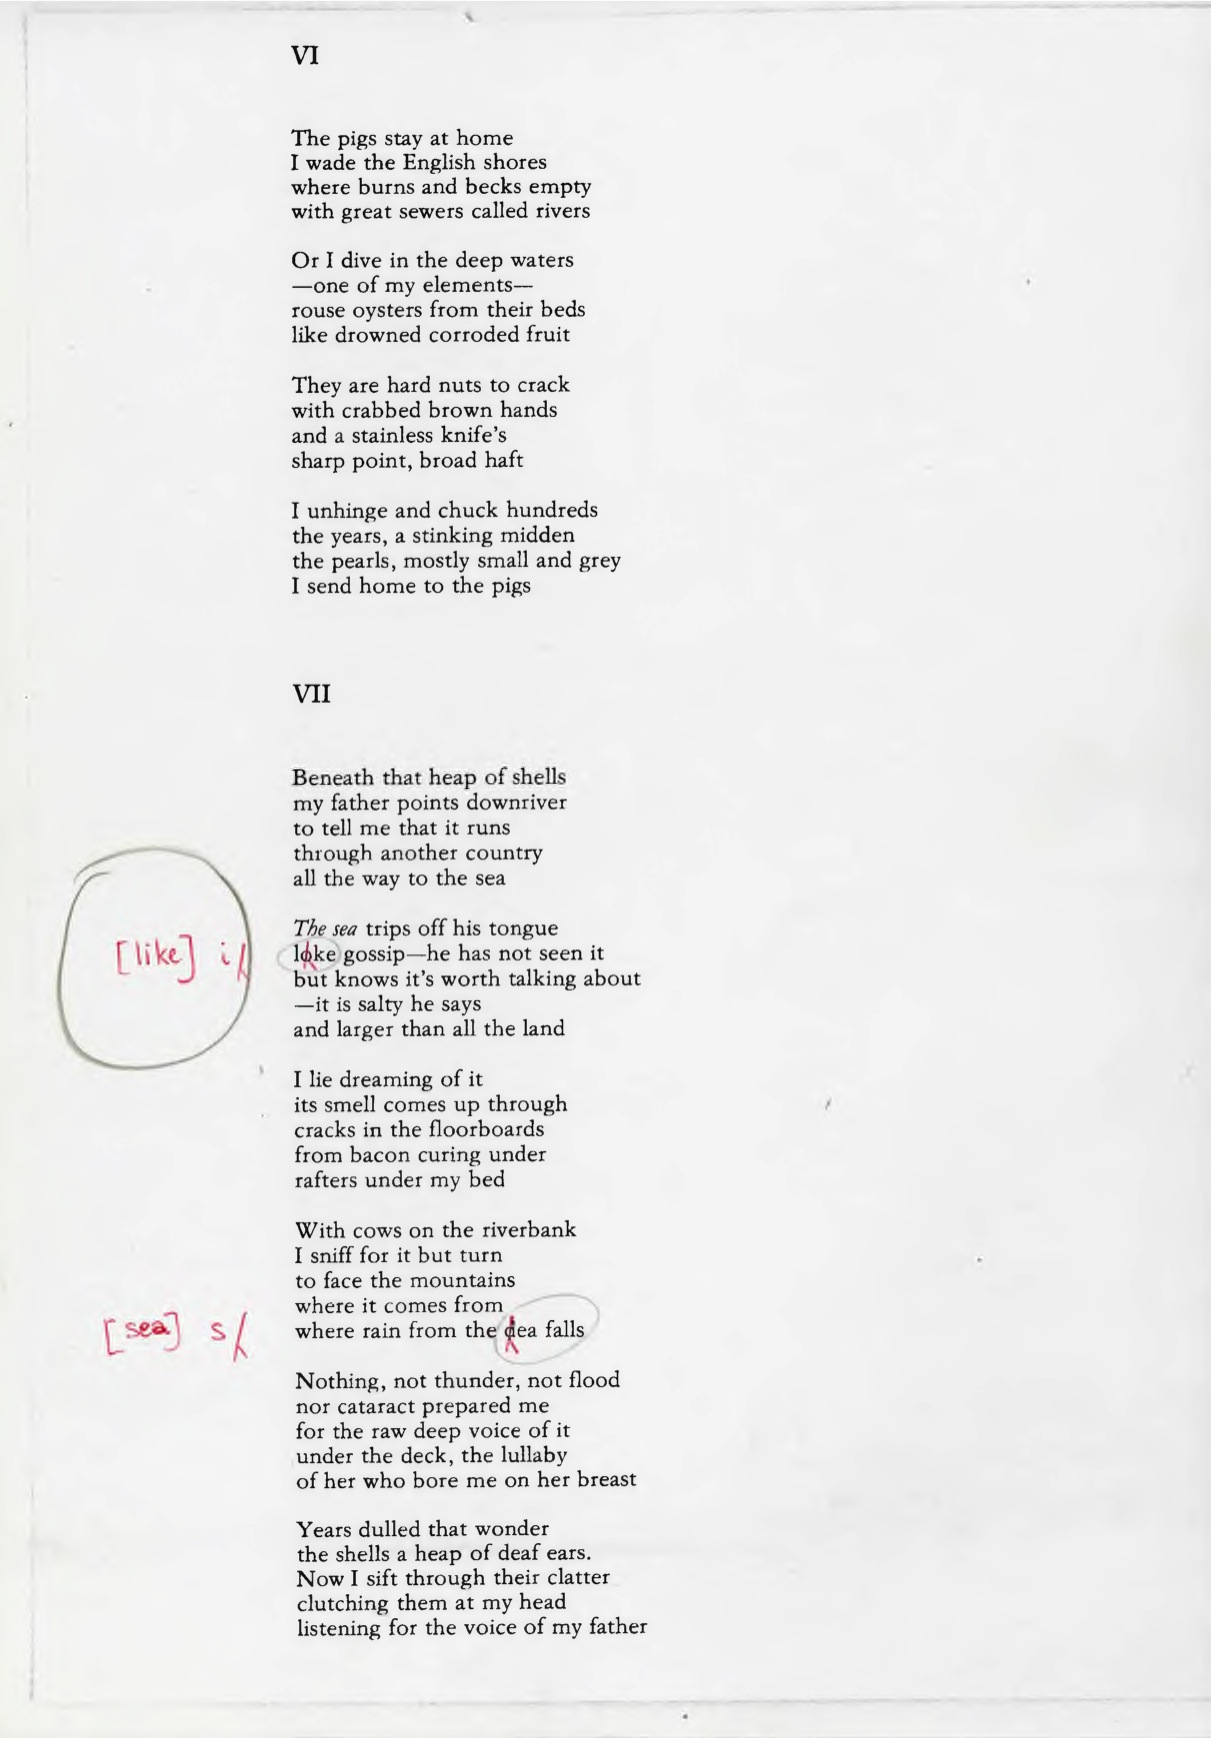 VI
The pigs stay at home
I wade the English shores
where burns and becks empty
with great sewers called rivers
Or I dive in the deep waters
—one of my elements—
rouse oysters from their beds
like drowned corroded fruit
They are hard nuts to crack
with crabbed brown hands
and a stainless knife's
sharp point, broad haft
I unhinge and chuck hundreds
the years, a stinking midden
the pearls, mostly small and grey
I send home to the pigs
VII
Beneath that heap of shells
my father points downriver
to tell me that it runs
through another country
all the way to the sea
The sea trips off his tongue
[like] i/ loke gossip—he has not seen it
but knows it's worth talking about
—it is salty he says
and larger than all the land
I lie dreaming of it
its smell comes up through
cracks in the floorboards
from bacon curing under
rafters under my bed
With cows on the riverbank
I sniff for it but turn
to face the mountains
where it comes from
[sea] s/ where rain from the dea falls
Nothing, not thunder, not flood
nor cataract prepared me
for the raw deep voice of it
under the deck, the lullaby
of her who bore me on her breast
Years dulled that wonder
the shells a heap of deaf ears.
Now I sift through their clatter
clutching them at my head
listening for the voice of my father